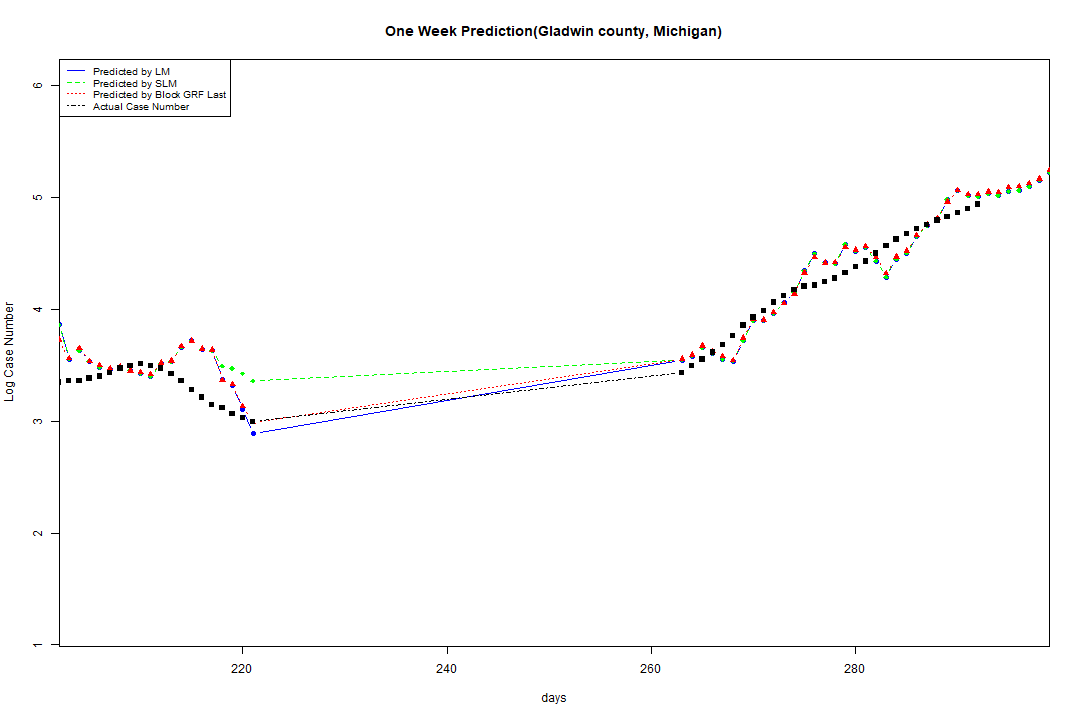 One Week Prediction(Gladwin county, Michigan)
Predicted by LM
Predicted by SLM
Predicted by Block GRF Last
Actual Case Number
Log Case Number
6
5
4
3
2
1
220 240 260 280
days